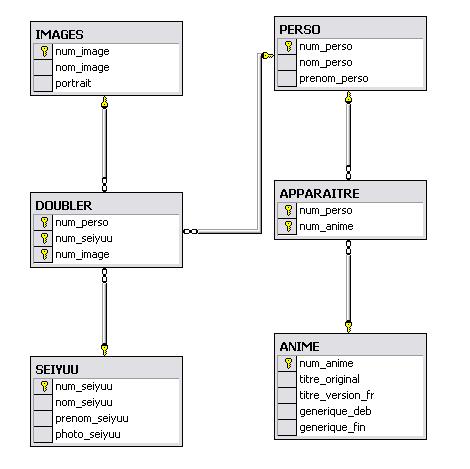 IMAGES
num_image
nom_image
portrait
PERSO
num_perso
nom_perso
prenom_perso
DOUBLER
num_perso
num_seiyuu
num_image
APPARAITRE
num_perso
num_anime
SEIYUU
num_seiyuu
nom_seiyuu
prenom_seiyuu
photo_seiyuu
ANIME
num_anime
titre_original
titre_version_fr
generique_deb
generique_fin